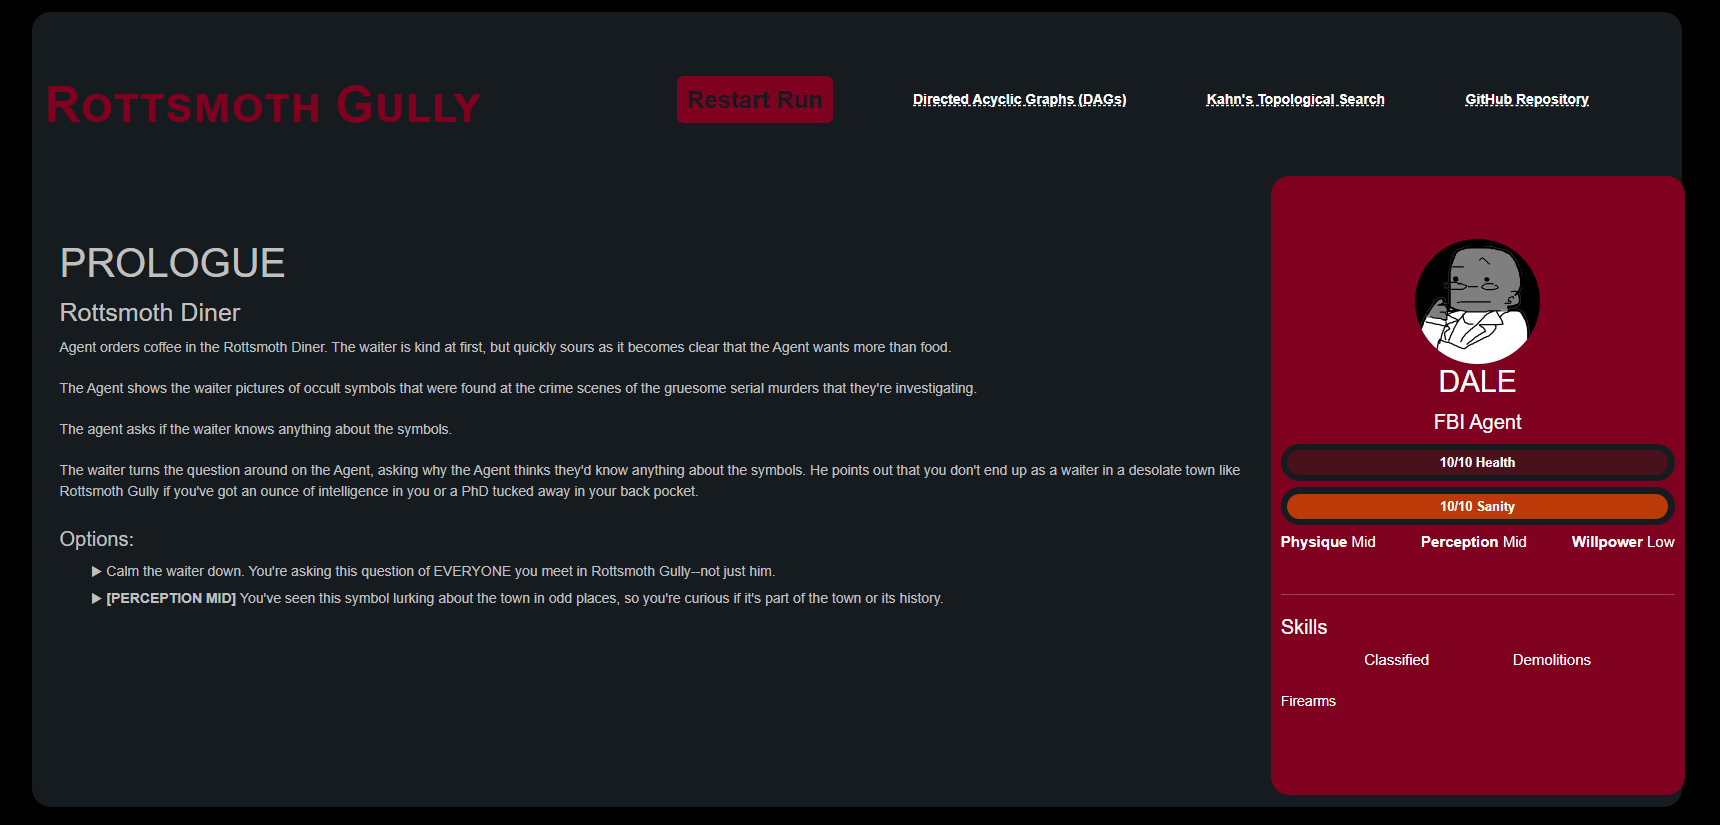 ROTTSMOTH GULLY
Restart Run
Directed Acyclic Graphs (DAGs)
Kahn's Topological Search
GitHub Repository
PROLOGUE
Rottsmoth Diner
Agent orders coffee in the Rottsmoth Diner. The waiter is kind at first, but quickly sours as it becomes clear that the Agent wants more than food.
The Agent shows the waiter pictures of occult symbols that were found at the crime scenes of the gruesome serial murders that they're investigating.
The agent asks if the waiter knows anything about the symbols.
The waiter turns the question around on the Agent, asking why the Agent thinks they'd know anything about the symbols. He points out that you don't end up as a waiter in a desolate town like
Rottsmoth Gully if you've got an ounce of intelligence in you or a PhD tucked away in your back pocket.
Options:
▶ Calm the waiter down. You're asking this question of EVERYONE you meet in Rottsmoth Gully--not just him.
▶ [PERCEPTION MID] You've seen this symbol lurking about the town in odd places, so you're curious if it's part of the town or its history.
DALE
FBI Agent
10/10 Health
10/10 Sanity
Physique Mid Perception Mid Willpower Low
Skills
Classified Demolitions
Firearms